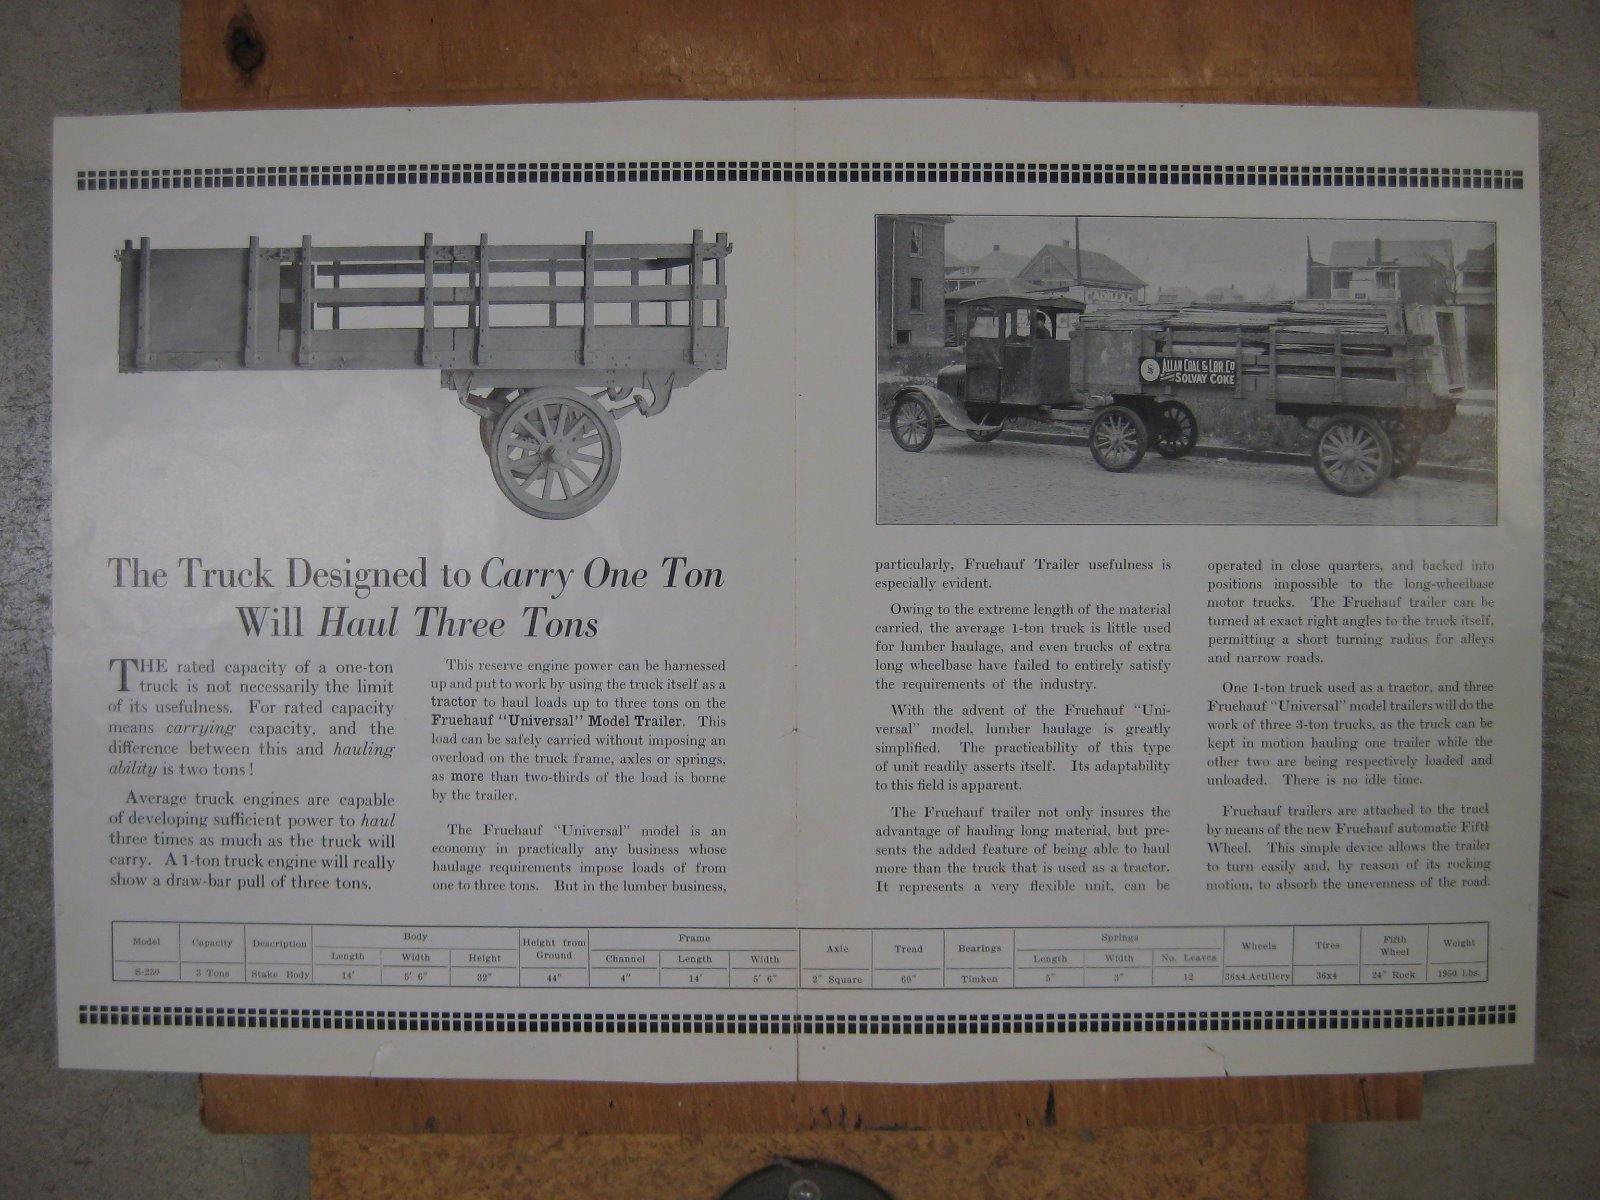 CADILLAC
ALLAN COAL & LBR. CO
SOLVAY COKE
The Truck Designed to Carry One Ton
Will Haul Three Tons
THE rated capacity of a one-ton
truck is not necessarily the limit
of its usefulness. For rated capacity
means carrying capacity, and the
difference between this and hauling
ability is two tons!
Average truck engines are capable
of developing sufficient power to haul
three times as much as the truck will
carry. A 1-ton truck engine will really
show a draw-bar pull of three tons.
This reserve engine power can be harnessed
up and put to work by using the truck itself as a
tractor to haul loads up to three tons on the
Fruehauf "Universal" Model Trailer. This
load can be safely carried without imposing an
overload on the truck frame, axles or springs,
as more than two-thirds of the load is borne
by the trailer.
The Fruehauf "Universal" model is an
economy in practically any business whose
haulage requirements impose loads of from
one to three tons. But in the lumber business,
particularly, Fruehauf Trailer usefulness is
especially evident.
Owing to the extreme length of the material
carried, the average 1-ton truck is little used
for lumber haulage, and even trucks of extra
long wheelbase have failed to entirely satisfy
the requirements of the industry.
With the advent of the Fruehauf "Uni-
versal" model, lumber haulage is greatly
simplified. The practicability of this type
of unit readily asserts itself. Its adaptability
to this field is apparent.
The Fruehauf trailer not only insures the
advantage of hauling long material, but pre-
sents the added feature of being able to haul
more than the truck that is used as a tractor.
It represents a very flexible unit, can be
operated in close quarters, and backed into
positions impossible to the long-wheelbase
motor trucks. The Fruehauf trailer can be
turned at exact right angles to the truck itself,
permitting a short turning radius for alleys
and narrow roads.
One 1-ton truck used as a tractor, and three
Fruehauf "Universal" model trailers will do the
work of three 3-ton trucks, as the truck can be
kept in motion hauling one trailer while the
other two are being respectively loaded and
unloaded. There is no idle time.
Fruehauf trailers are attached to the truck
by means of the new Fruehauf automatic Fifth
Wheel. This simple device allows the trailer
to turn easily and, by reason of its rocking
motion, to absorb the unevenness of the road.
Model Capacity Description Body Height from Ground Frame Axle Tread Bearings Springs Wheels Tires Fifth Wheel Weight
Length Width Height Channel Length Width Length Width No. Leaves
S-230 3 Tons Stake Body 14' 5' 6" 32" 44" 4" 14' 5' 6" 2" Square 60" Timken 5" 3" 12 36x4 Artillery 36x4 24" Rock 1950 Lbs.